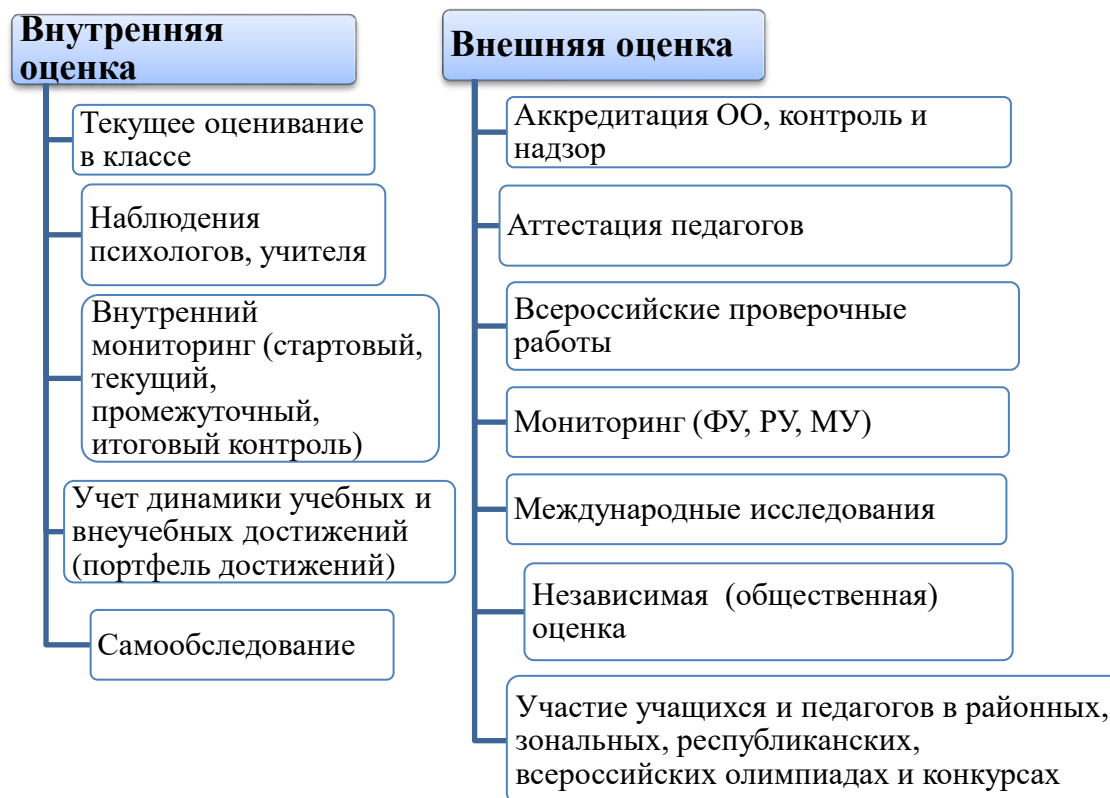 Внутренняя
оценка
Текущее оценивание
в классе
Наблюдения
психологов, учителя
Внутренний
мониторинг (стартовый,
текущий,
промежуточный,
итоговый контроль)
Учет динамики учебных и
внеучебных достижений
(портфель достижений)
Самообследование
Внешняя оценка
Аккредитация ОО, контроль и
надзор
Аттестация педагогов
Всероссийские проверочные
работы
Мониторинг (ФУ, РУ, МУ)
Международные исследования
Независимая (общественная)
оценка
Участие учащихся и педагогов в районных,
зональных, республиканских,
всероссийских олимпиадах и конкурсах